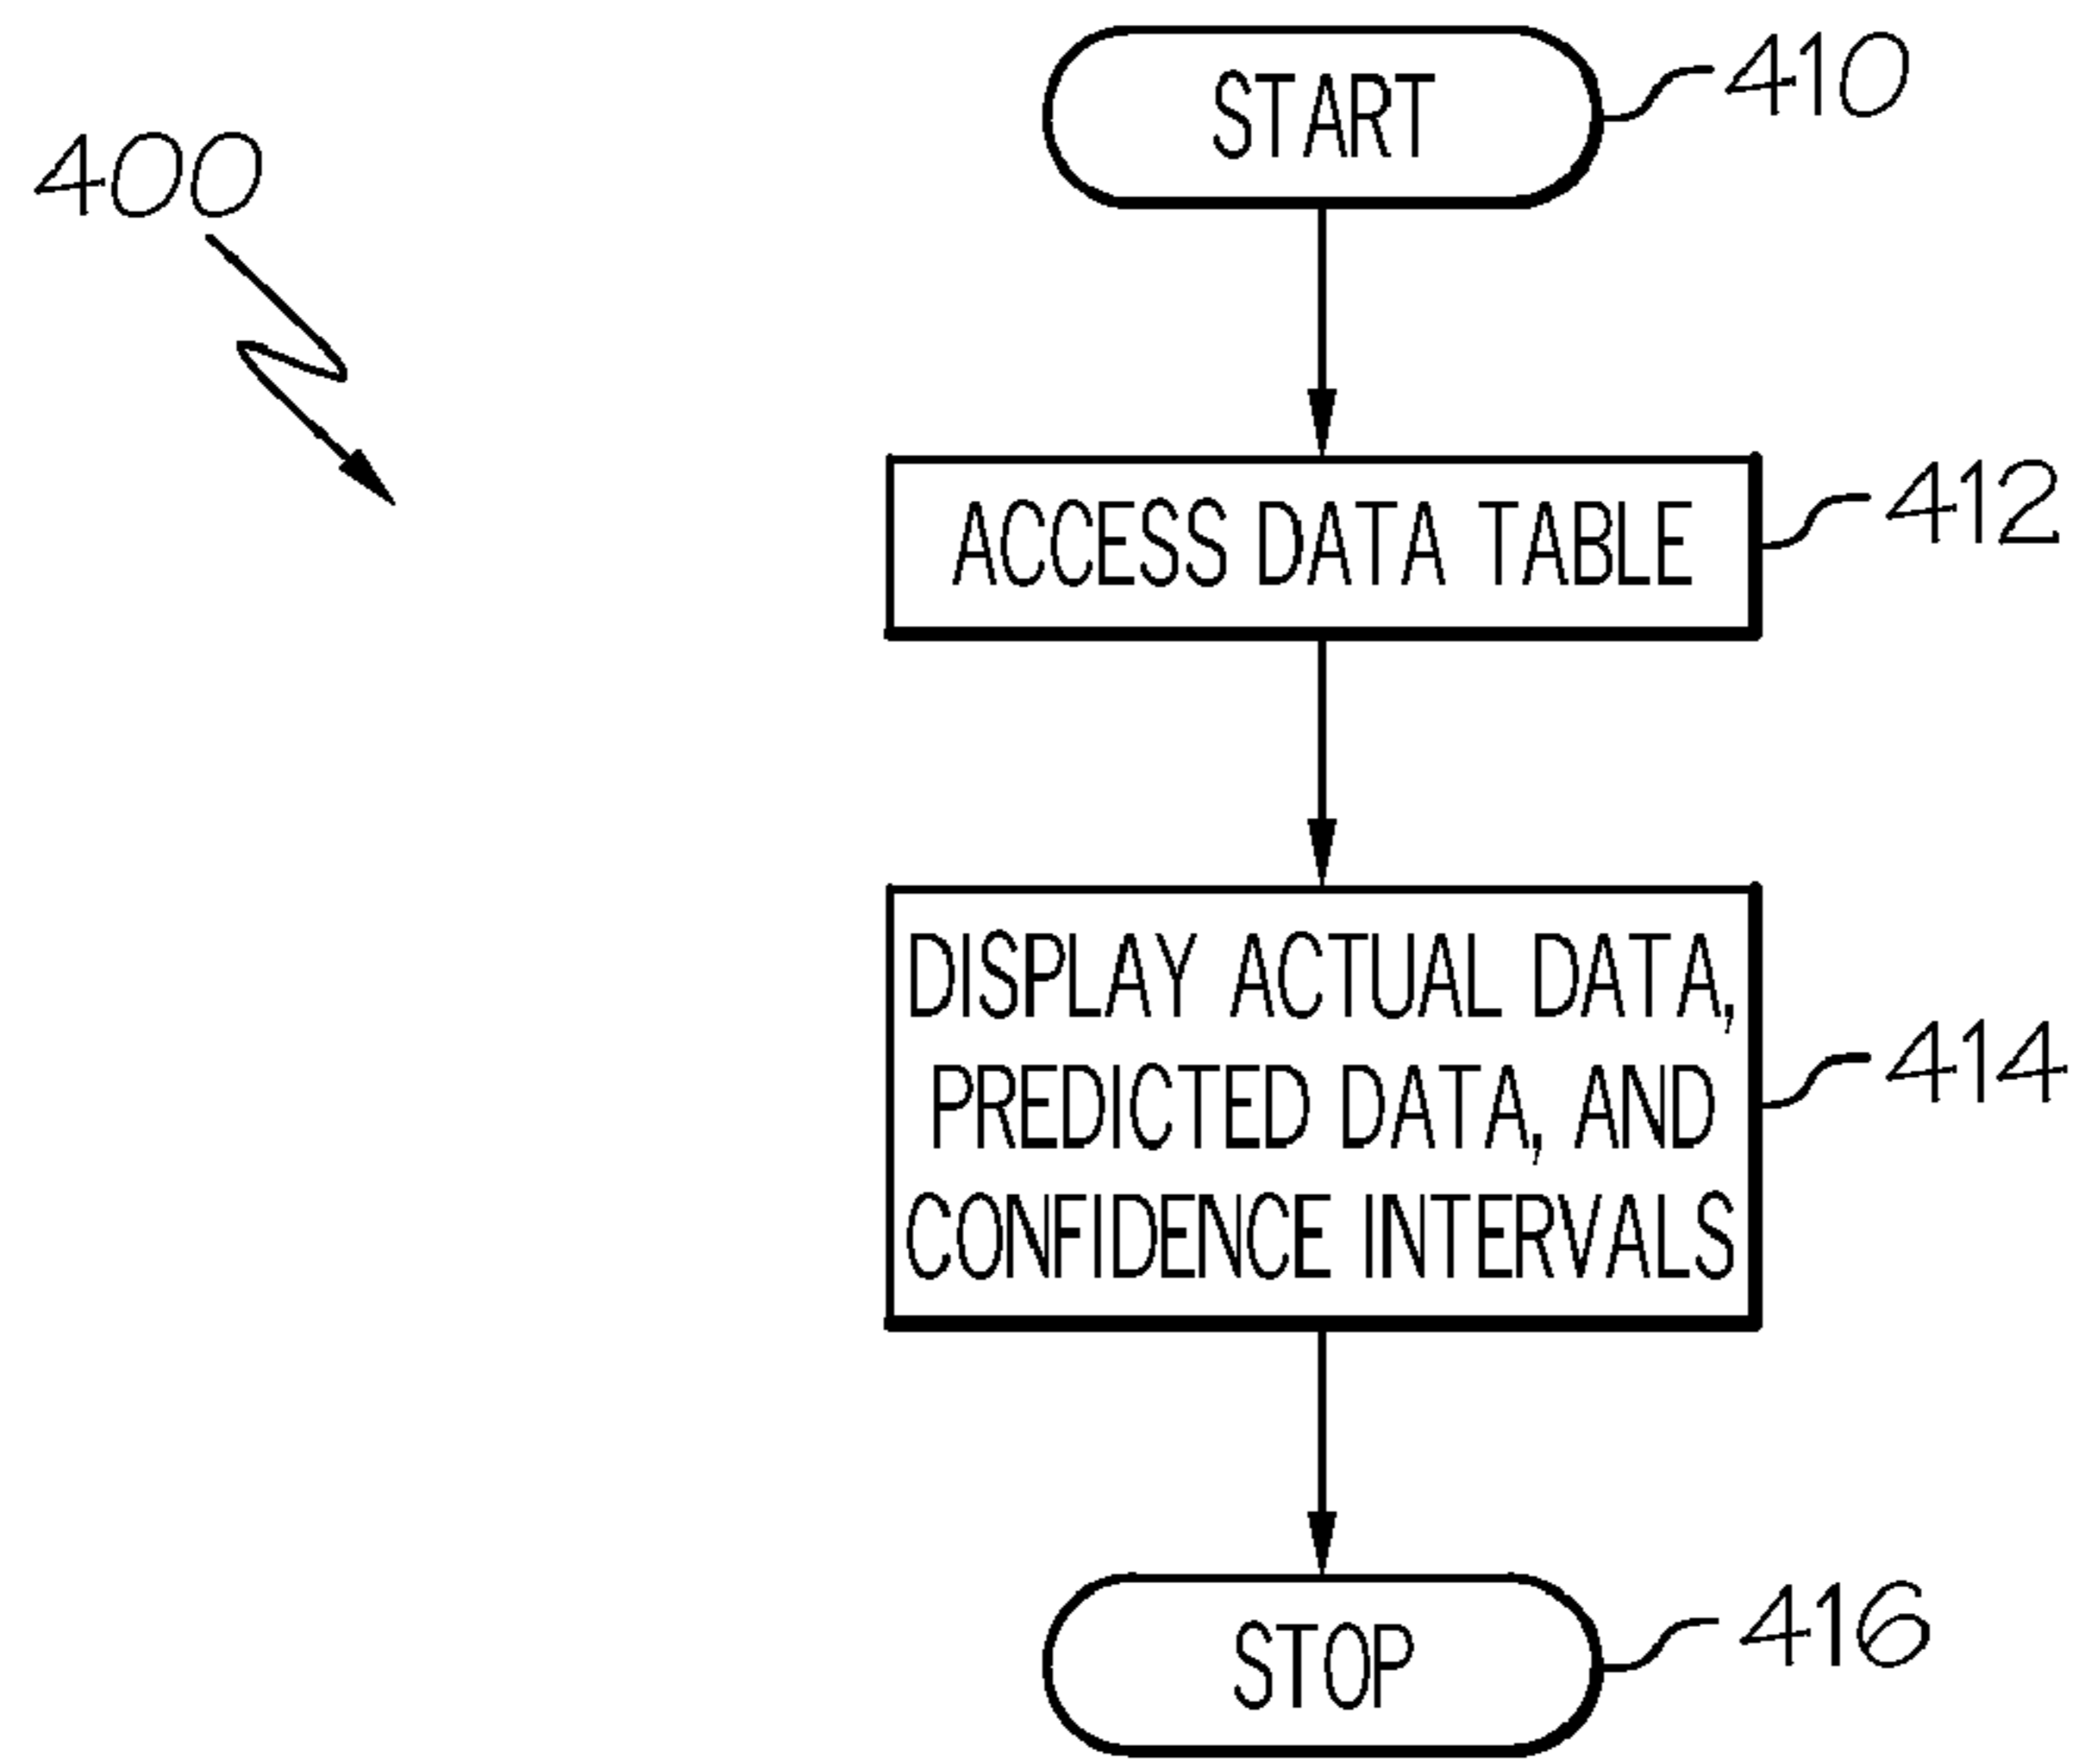 400
START
410
ACCESS DATA TABLE
412
DISPLAY ACTUAL DATA,
PREDICTED DATA, AND
CONFIDENCE INTERVALS
414
STOP
416